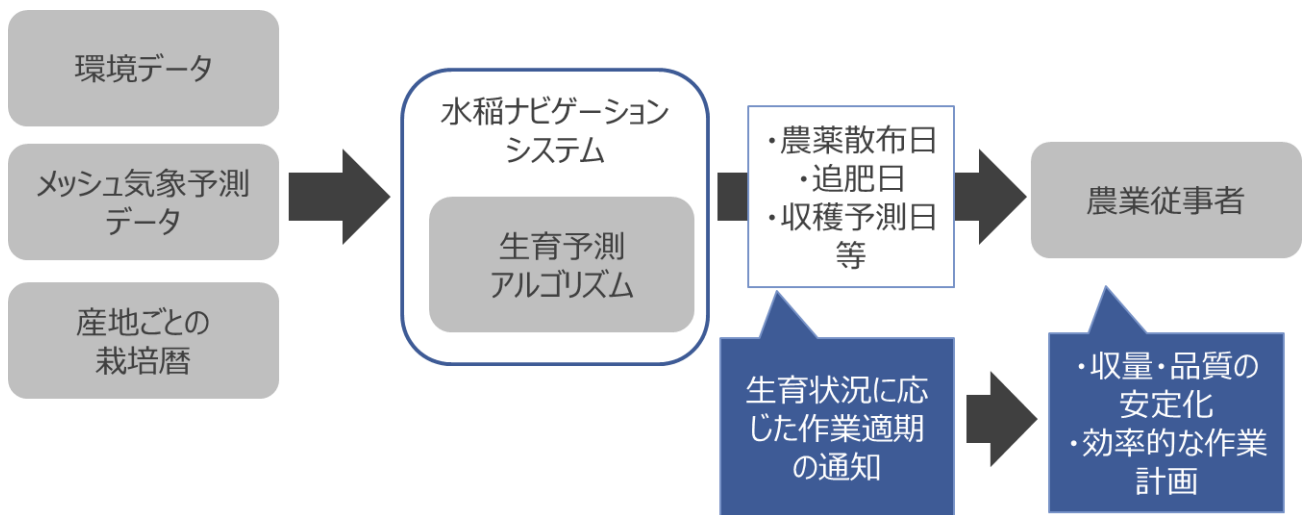 環境データ
メッシュ気象予測
データ
産地ごとの
栽培暦
水稲ナビゲーション
システム
生育予測
アルゴリズム
・農薬散布日
・追肥日
・収穫予測日
等
農業従事者
生育状況に応
じた作業適期
の通知
・収量・品質の
安定化
・効率的な作業
計画